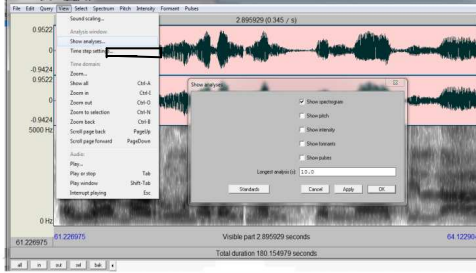 File Edit Query View Select Spectrum Pitch Intensity Formant Pulses
Sound scaling...
Analysis window:
Show analyses...
Time step settings...
Time domain:
Zoom...
Show all Ctrl-A
Zoom in Ctrl-I
Zoom out Ctrl-O
Zoom to selection Ctrl-N
Zoom back Ctrl-B
Scroll page back PageUp
Scroll page forward PageDown
Audio:
Play...
Play or stop Tab
Play window Shift-Tab
Interrupt playing Esc
2.895929 (0.345 / s)
0.9522
0
-0.9424
0.9522
0
-0.9424
5000 Hz
0 Hz
Show analyses
Show spectrogram
Show pitch
Show intensity
Show formants
Show pulses
Longest analysis (s): 10.0
Standards Cancel Apply OK
61.226975
61.226975 Visible part 2.895929 seconds 64.122904
Total duration 180.154979 seconds
all in out sel bak